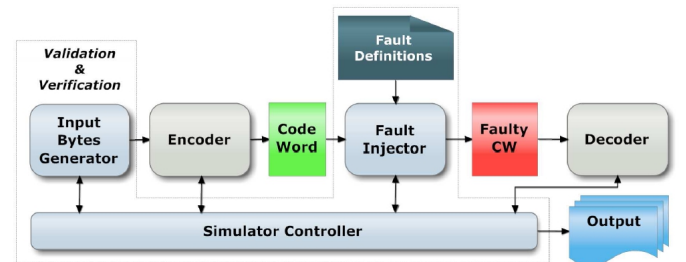 Validation
&
Verification
Fault
Definitions
Input
Bytes
Generator
Encoder
Code
Word
Fault
Injector
Faulty
CW
Decoder
Simulator Controller
Output